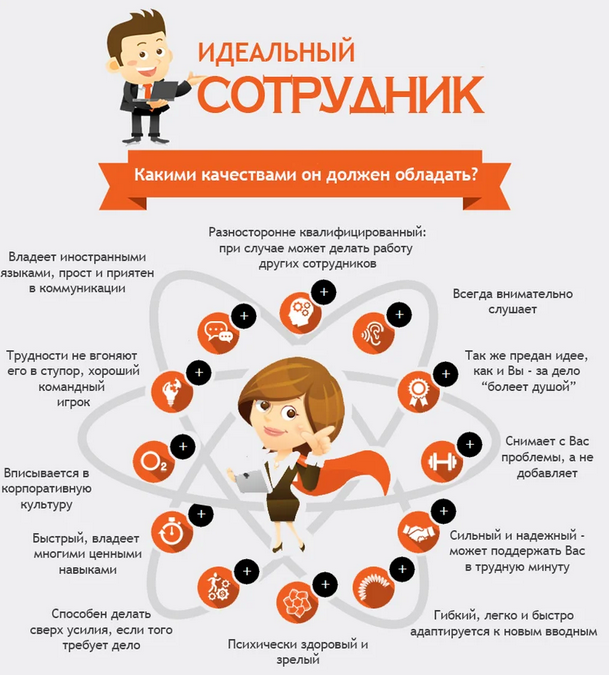 ИДЕАЛЬНЫЙ
СОТРУДНИК
Какими качествами он должен обладать?
Разносторонне квалифицированный:
при случае может делать работу
других сотрудников
Владеет иностранными
языками, прост и приятен
в коммуникации
Всегда внимательно
слушает
Трудности не вгоняют
его в ступор, хороший
командный
игрок
Так же предан идее,
как и Вы - за дело
“болеет душой”
Снимает с Вас
проблемы, а не
добавляет
O2
Вписывается в
корпоративную
культуру
Быстрый, владеет
многими ценными
навыками
Сильный и надежный -
может поддержать Вас
в трудную минуту
Способен делать
сверх усилия, если того
требует дело
Гибкий, легко и быстро
адаптируется к новым вводным
Психически здоровый и
зрелый